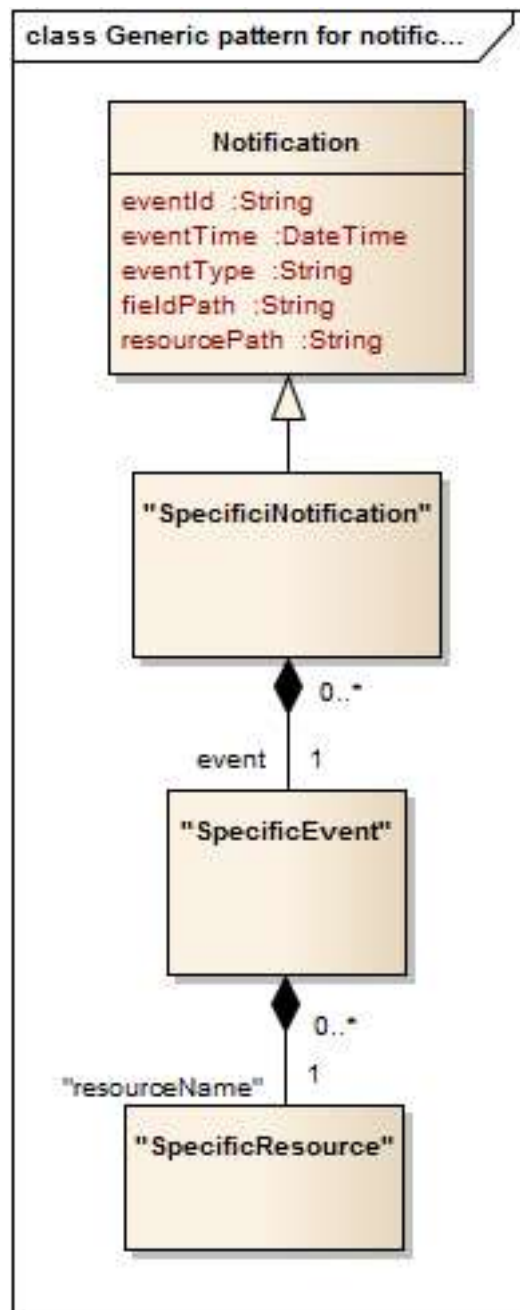 class Generic pattern for notific...
Notification
eventId :String
eventTime :DateTime
eventType :String
fieldPath :String
resourcePath :String
"SpecificiNotification"
0..*
event 1
"SpecificEvent"
0..*
1
"resourceName"
"SpecificResource"